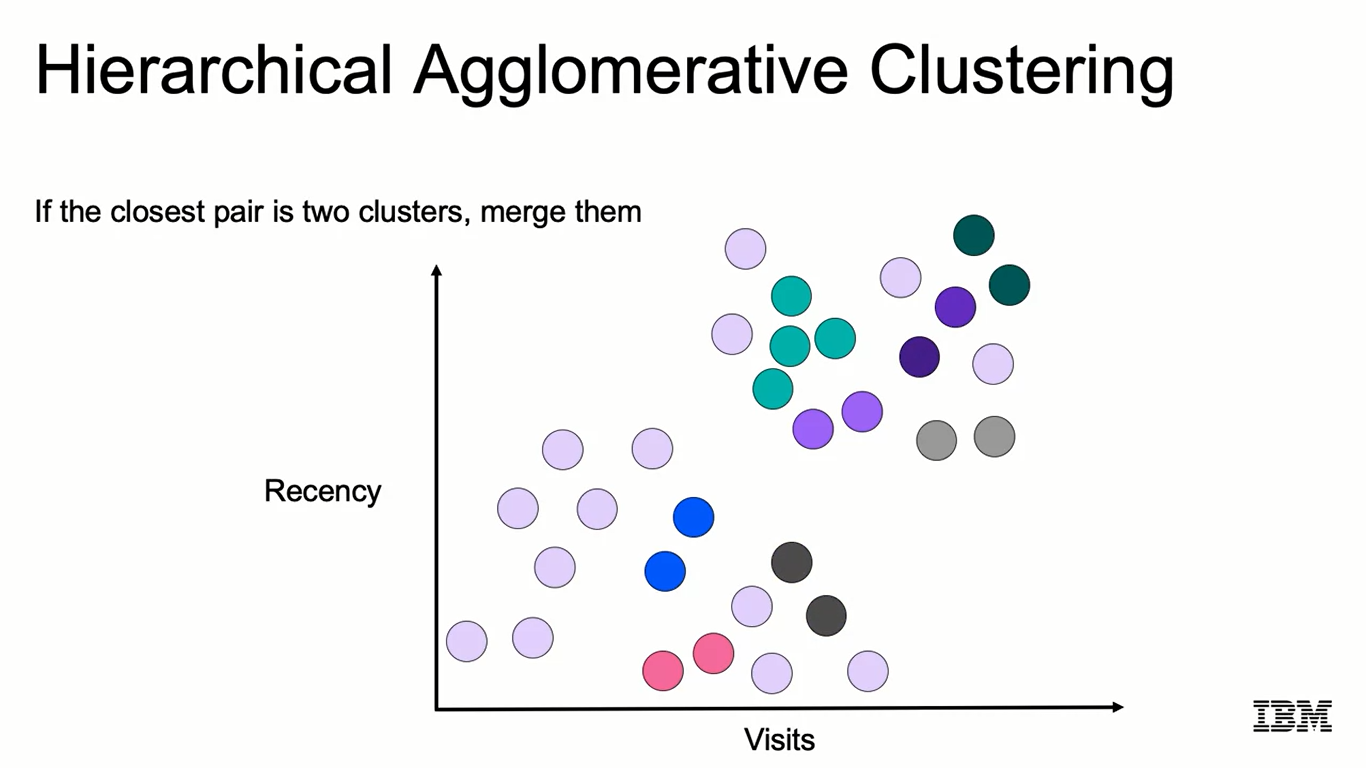 Hierarchical Agglomerative Clustering
If the closest pair is two clusters, merge them
Recency
Visits
IBM